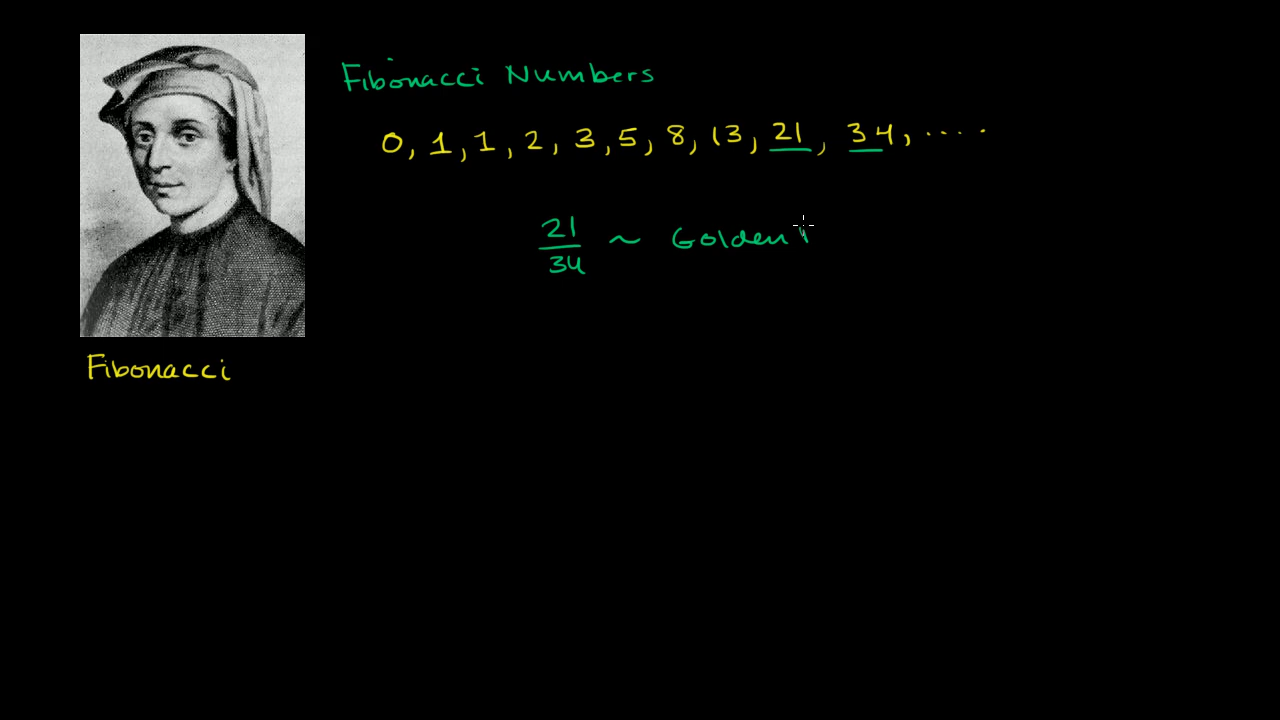 Fibonacci Numbers
0, 1, 1, 2, 3, 5, 8, 13, 21, 34, ....
21
34
~ Golden
Fibonacci